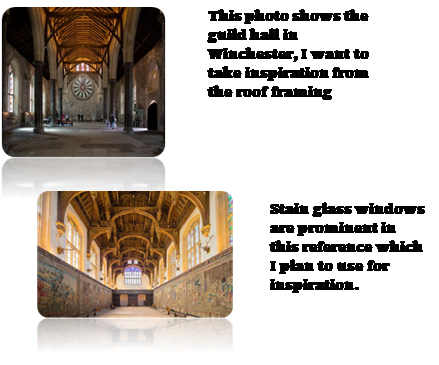 This photo shows the
guild hall in
Winchester, I want to
take inspiration from
the roof framing
Stain glass windows
are prominent in
this reference which
I plan to use for
inspiration.